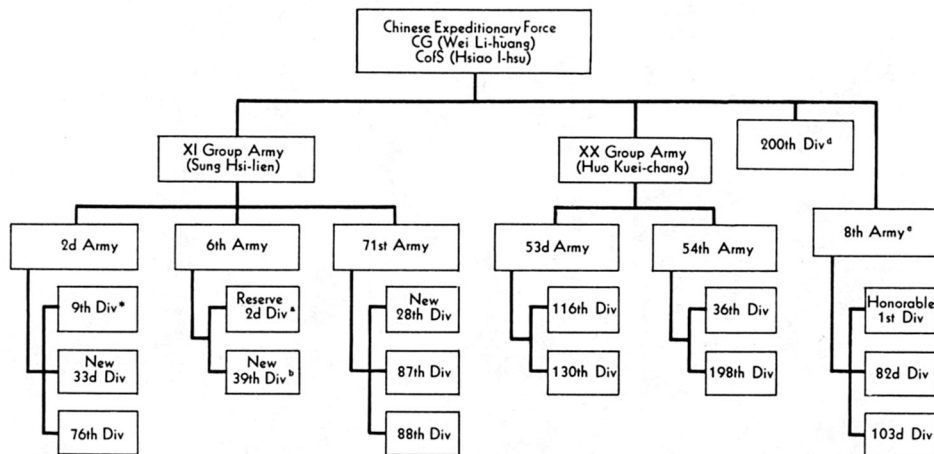 Chinese Expeditionary Force
CG (Wei Li-huang)
CofS (Hsiao I-hsu)
XI Group Army
(Sung Hsi-lien)
XX Group Army
(Huo Kuei-chang)
200th Div d
2d Army
6th Army
71st Army
53d Army
54th Army
8th Army e
9th Div*
New
33d Div
76th Div
Reserve
2d Div a
New
39th Div b
New
28th Div
87th Div
88th Div
116th Div
130th Div
36th Div
198th Div
Honorable
1st Div
82d Div
103d Div